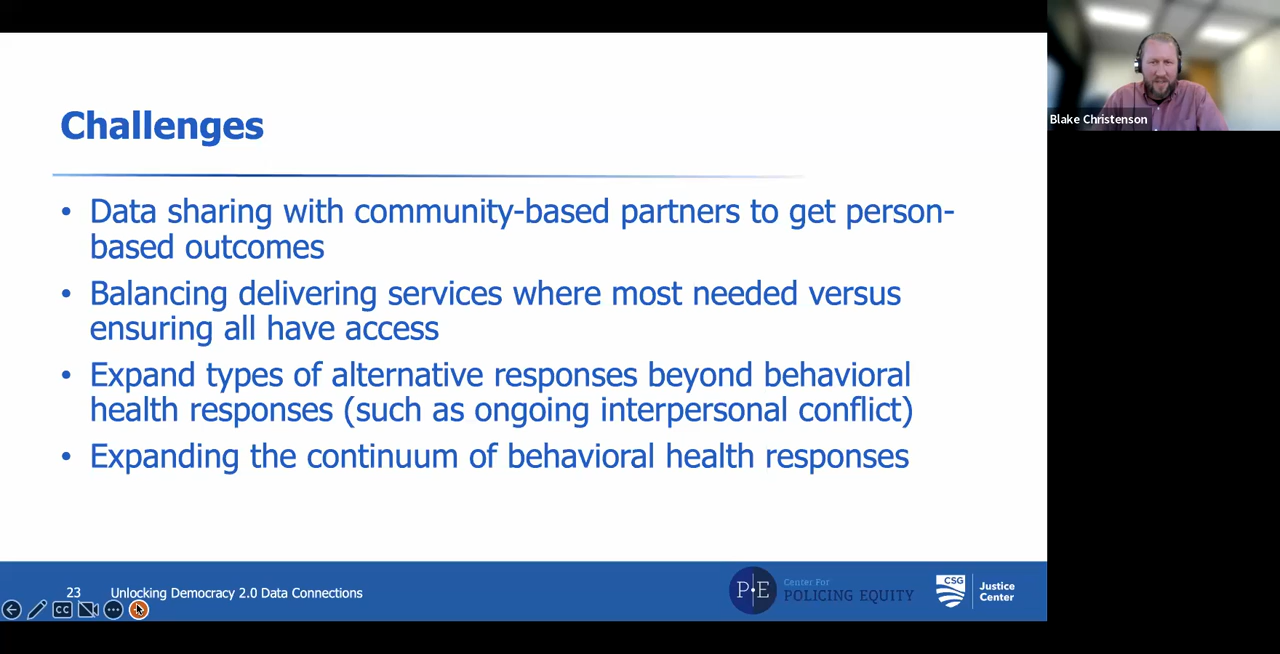 Challenges
• Data sharing with community-based partners to get person-
based outcomes
• Balancing delivering services where most needed versus
ensuring all have access
• Expand types of alternative responses beyond behavioral
health responses (such as ongoing interpersonal conflict)
• Expanding the continuum of behavioral health responses
Blake Christenson
23 Unlocking Democracy 2.0 Data Connections
CC
P E
Center For
POLICING EQUITY
CSG
Justice
Center